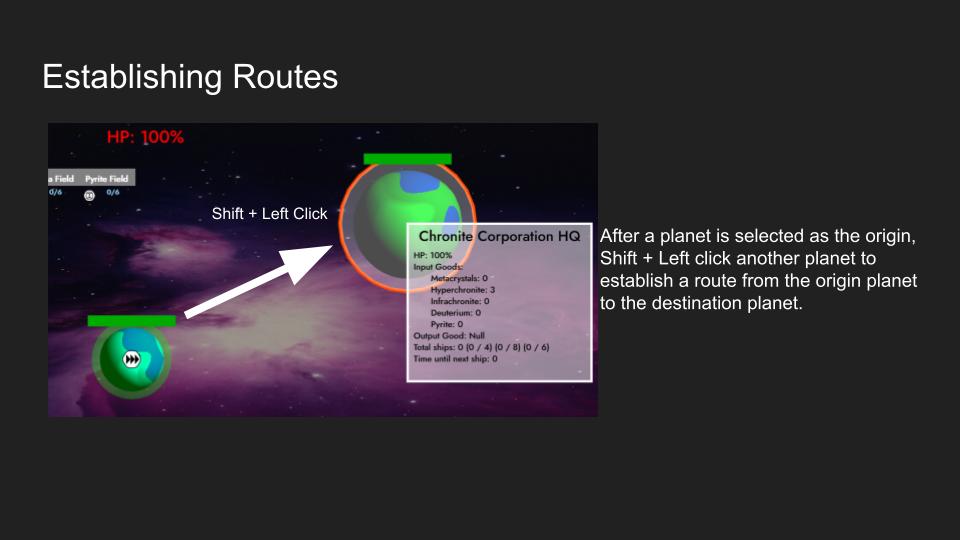 Establishing Routes
HP: 100%
a Field Pyrite Field
0/6 0/6
Shift + Left Click
Chronite Corporation HQ
HP: 100%
Input Goods:
Metacrystals: 0
Hyperchronite: 3
Infrachronite: 0
Deuterium: 0
Pyrite: 0
Output Good: Null
Total ships: 0 (0 / 4) (0 / 8) (0 / 6)
Time until next ship: 0
After a planet is selected as the origin,
Shift + Left click another planet to
establish a route from the origin planet
to the destination planet.